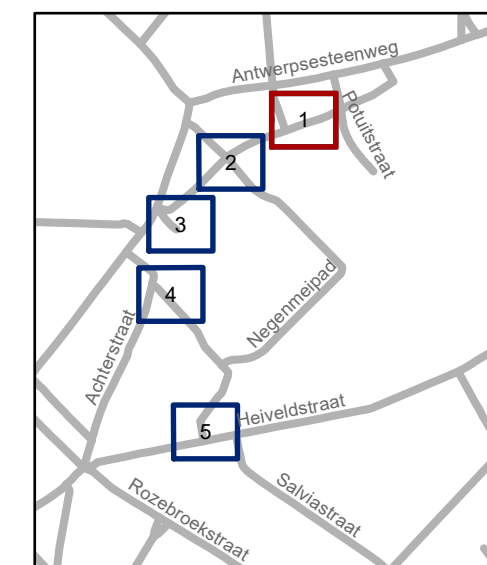 Antwerpsesteenweg
Potuitstraat
1
2
3
4
Negenmeipad
Achterstraat
5
Heiveldstraat
Salviastraat
Rozebroekstraat